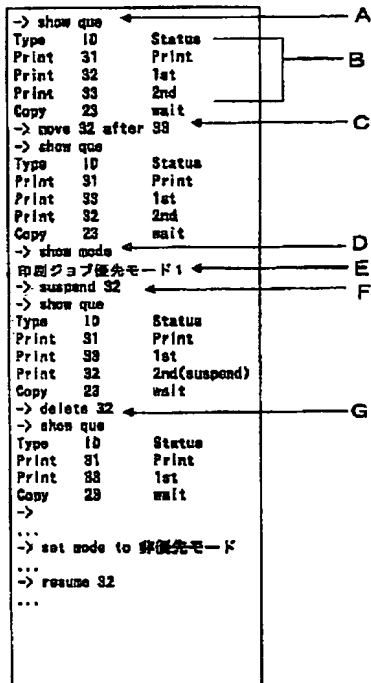 -> show que
Type ID Status
Print 31 Print
Print 32 1st
Print 33 2nd
Copy 23 wait
-> move 32 after 33
-> show que
Type ID Status
Print 31 Print
Print 33 1st
Print 32 2nd
Copy 23 wait
-> show mode
印刷ジョブ優先モード1
-> suspend 32
-> show que
Type ID Status
Print 31 Print
Print 33 1st
Print 32 2nd(suspend)
Copy 23 wait
-> delete 32
-> show que
Type ID Status
Print 31 Print
Print 33 1st
Copy 23 wait
->
...
-> set mode to 非優先モード
...
-> resume 32
...
A
B
C
D
E
F
G